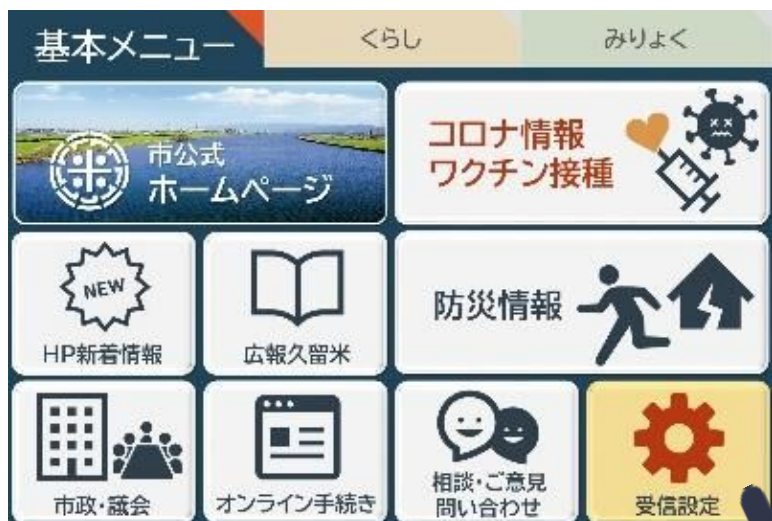 基本メニュー
くらし
みりょく
市公式
ホームページ
コロナ情報
ワクチン接種
NEW
HP新着情報
広報久留米
防災情報
市政・議会
オンライン手続き
相談・ご意見
問い合わせ
受信設定